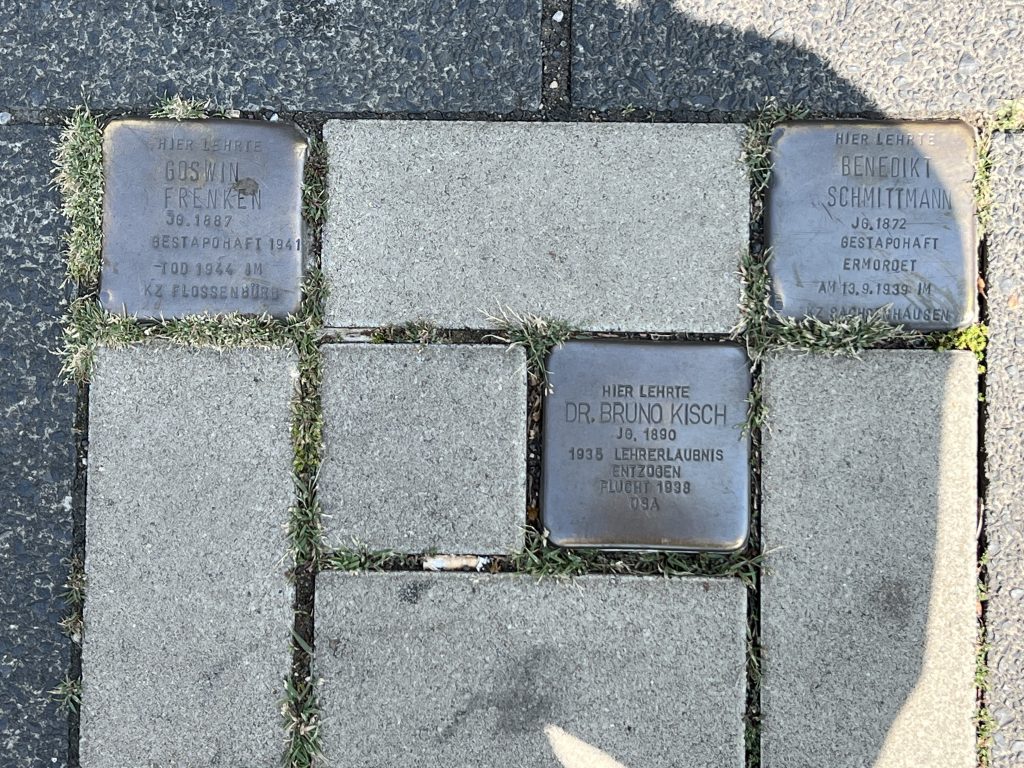 HIER LEHRTE
GOSWIN
FRENKEN
JG. 1887
GESTAPOHAFT 1941
TOD 1944 IM
KZ FLOSSENBÜRG
HIER LEHRTE
BENEDIKT
SCHMITTMANN
JG. 1872
GESTAPOHAFT
ERMORDET
AM 13.9.1939 IM
KZ SACHSENHAUSEN
HIER LEHRTE
DR. BRUNO KISCH
JG. 1890
1935 LEHRERLAUBNIS
ENTZOGEN
FLUCHT 1938
USA